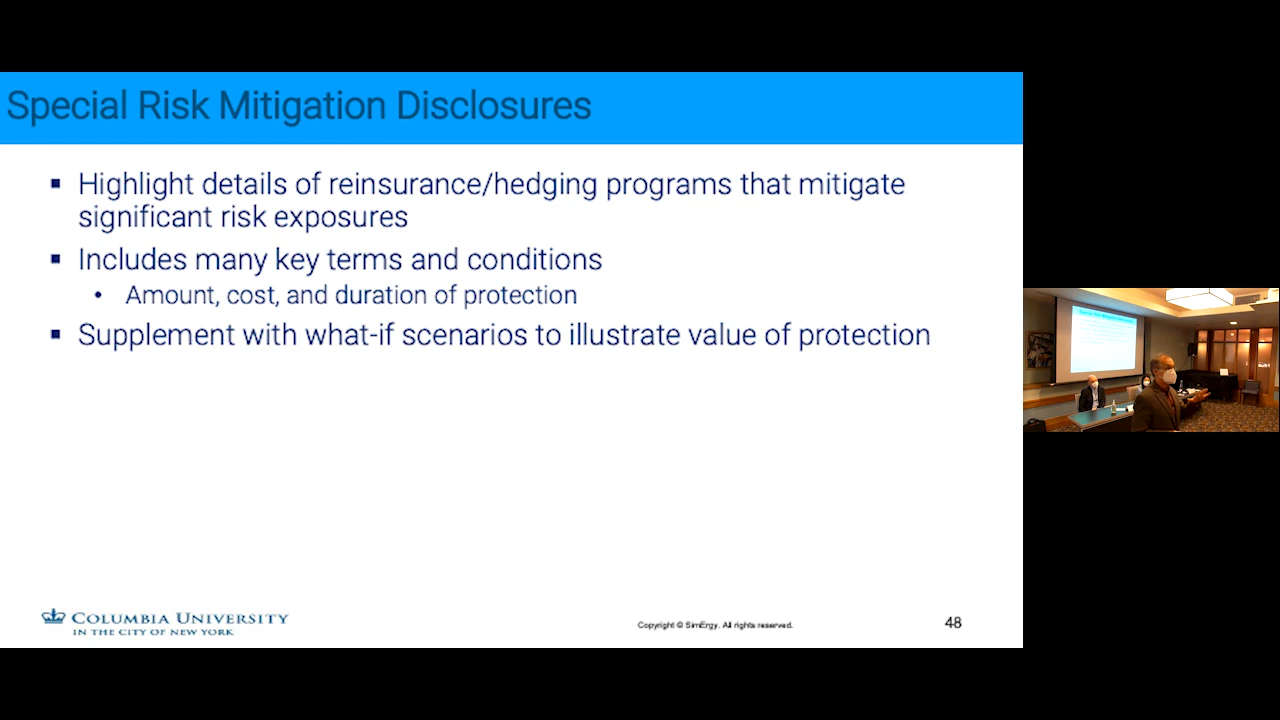 Special Risk Mitigation Disclosures
▪ Highlight details of reinsurance/hedging programs that mitigate
significant risk exposures
▪ Includes many key terms and conditions
• Amount, cost, and duration of protection
▪ Supplement with what-if scenarios to illustrate value of protection
COLUMBIA UNIVERSITY
IN THE CITY OF NEW YORK
Copyright © SimErgy. All rights reserved.
48